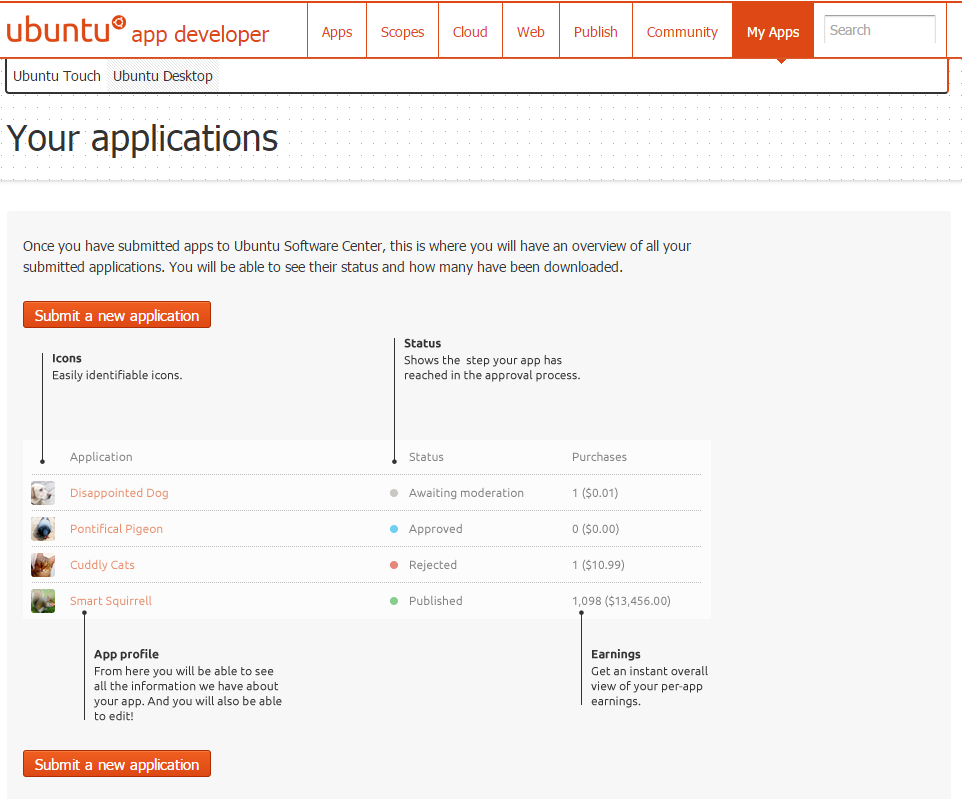 ubuntu app developer
Apps
Scopes
Cloud
Web
Publish
Community
My Apps
Search
Ubuntu Touch
Ubuntu Desktop
Your applications
Once you have submitted apps to Ubuntu Software Center, this is where you will have an overview of all your
submitted applications. You will be able to see their status and how many have been downloaded.
Submit a new application
Icons
Easily identifiable icons.
Status
Shows the step your app has
reached in the approval process.
Application Status Purchases
Disappointed Dog Awaiting moderation 1 ($0.01)
Pontifical Pigeon Approved 0 ($0.00)
Cuddly Cats Rejected 1 ($10.99)
Smart Squirrell Published 1,098 ($13,456.00)
App profile
From here you will be able to see
all the information we have about
your app. And you will also be able
to edit!
Earnings
Get an instant overall
view of your per-app
earnings.
Submit a new application